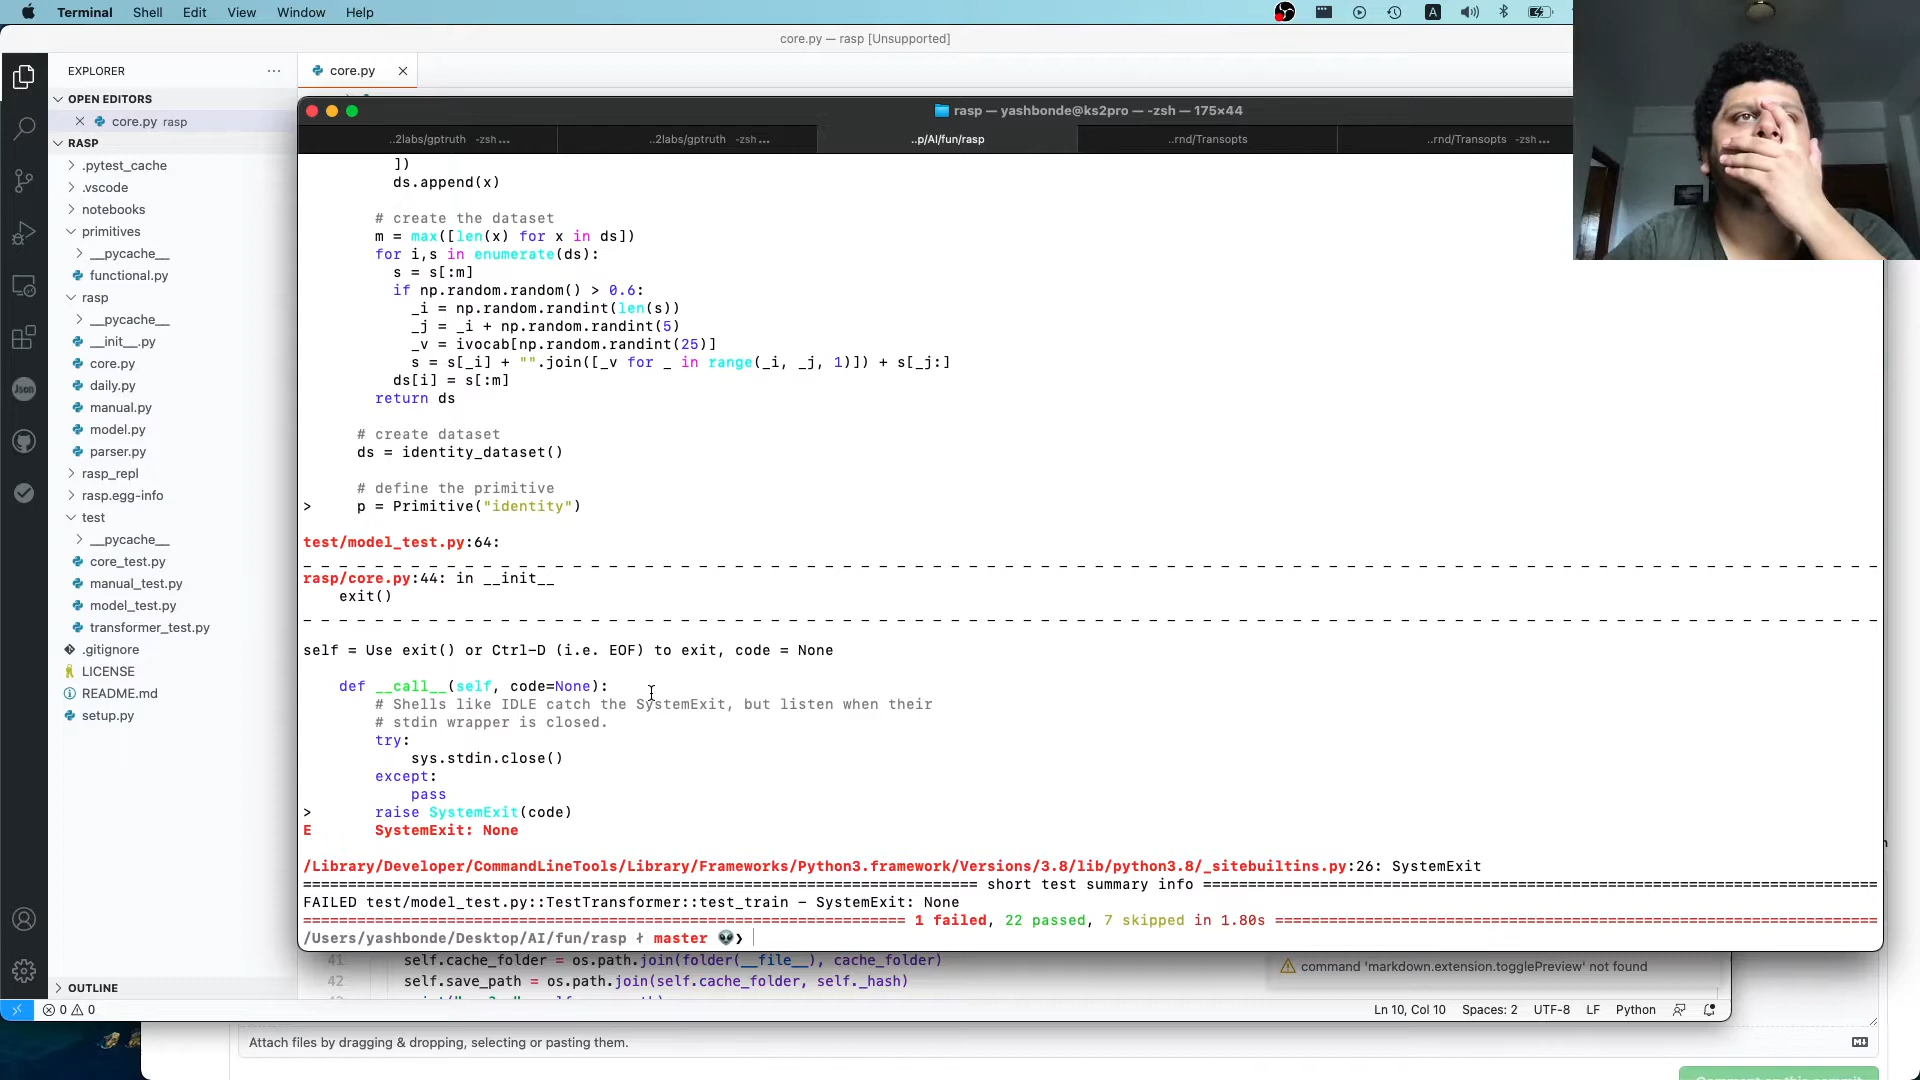 Terminal Shell Edit View Window Help
A
core.py — rasp [Unsupported]
EXPLORER
core.py
OPEN EDITORS
core.py rasp
RASP
.pytest_cache
.vscode
notebooks
primitives
__pycache__
functional.py
rasp
__pycache__
__init__.py
core.py
daily.py
manual.py
model.py
parser.py
rasp_repl
rasp.egg-info
test
__pycache__
core_test.py
manual_test.py
model_test.py
transformer_test.py
.gitignore
LICENSE
README.md
setup.py
OUTLINE
Json
rasp — yashbonde@ks2pro — -zsh — 175×44
..2labs/gptruth -zsh... ..2labs/gptruth -zsh... ..p/AI/fun/rasp ..rnd/Transopts ..rnd/Transopts -zsh...
])
ds.append(x)
# create the dataset
m = max([len(x) for x in ds])
for i,s in enumerate(ds):
s = s[:m]
if np.random.random() > 0.6:
_i = np.random.randint(len(s))
_j = _i + np.random.randint(5)
_v = ivocab[np.random.randint(25)]
s = s[_i] + "".join([_v for _ in range(_i, _j, 1)]) + s[_j:]
ds[i] = s[:m]
return ds
# create dataset
ds = identity_dataset()
# define the primitive
> p = Primitive("identity")
test/model_test.py:64:
_ _ _ _ _ _ _ _ _ _ _ _ _ _ _ _ _ _ _ _ _ _ _ _ _ _ _ _ _ _ _ _ _ _ _ _ _ _ _ _
rasp/core.py:44: in __init__
exit()
_ _ _ _ _ _ _ _ _ _ _ _ _ _ _ _ _ _ _ _ _ _ _ _ _ _ _ _ _ _ _ _ _ _ _ _ _ _ _ _
self = Use exit() or Ctrl-D (i.e. EOF) to exit, code = None
def __call__(self, code=None):
# Shells like IDLE catch the SystemExit, but listen when their
# stdin wrapper is closed.
try:
sys.stdin.close()
except:
pass
> raise SystemExit(code)
E SystemExit: None
/Library/Developer/CommandLineTools/Library/Frameworks/Python3.framework/Versions/3.8/lib/python3.8/_sitebuiltins.py:26: SystemExit
=========== short test summary info ===========
FAILED test/model_test.py::TestTransformer::test_train – SystemExit: None
=========== 1 failed, 22 passed, 7 skipped in 1.80s ===========
/Users/yashbonde/Desktop/AI/fun/rasp ᚿ master 👽❯
41 self.cache_folder = os.path.join(folder(__file__), cache_folder)
42 self.save_path = os.path.join(self.cache_folder, self._hash)
command 'markdown.extension.togglePreview' not found
0 0
Ln 10, Col 10 Spaces: 2 UTF-8 LF Python
Attach files by dragging & dropping, selecting or pasting them.